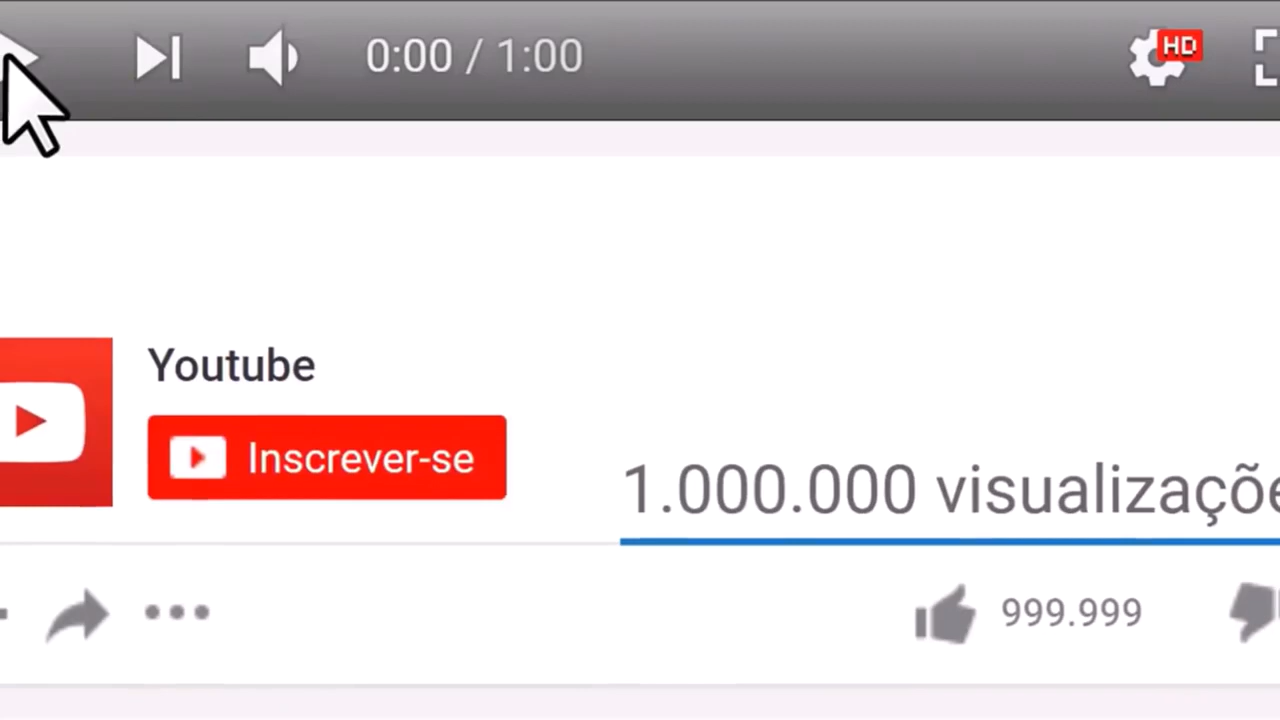 0:00 / 1:00
HD
Youtube
Inscrever-se
1.000.000 visualizaçõe
999.999